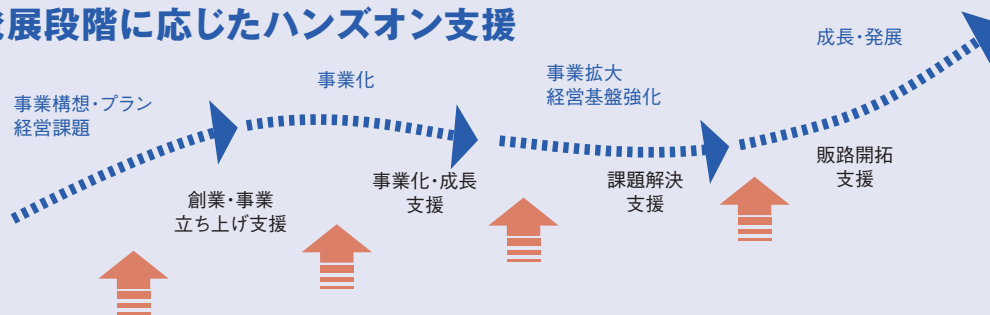 展段階に応じたハンズオン支援
成長・発展
事業化
事業拡大
経営基盤強化
事業構想・プラン
経営課題
販路開拓
支援
事業化・成長
支援
課題解決
支援
創業・事業
立ち上げ支援